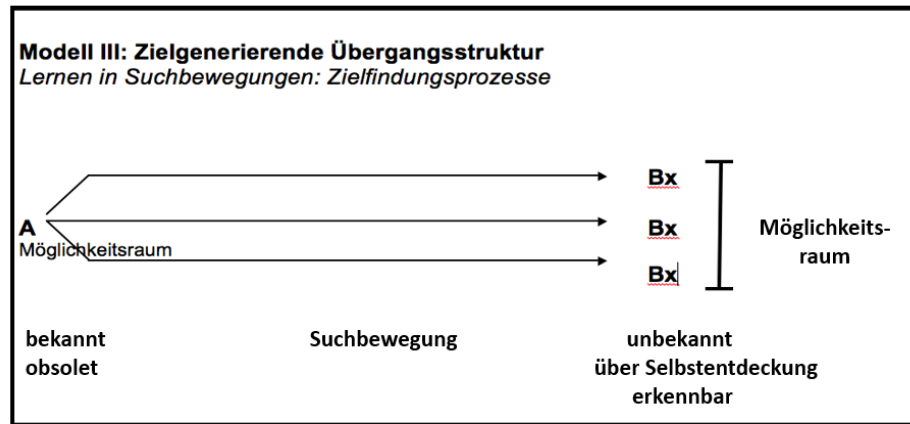 Modell III: Zielgenerierende Übergangsstruktur
Lernen in Suchbewegungen: Zielfindungsprozesse
Bx
A
Möglichkeitsraum
Bx
Bx
Möglichkeits-
raum
bekannt
obsolet
Suchbewegung
unbekannt
über Selbstentdeckung
erkennbar